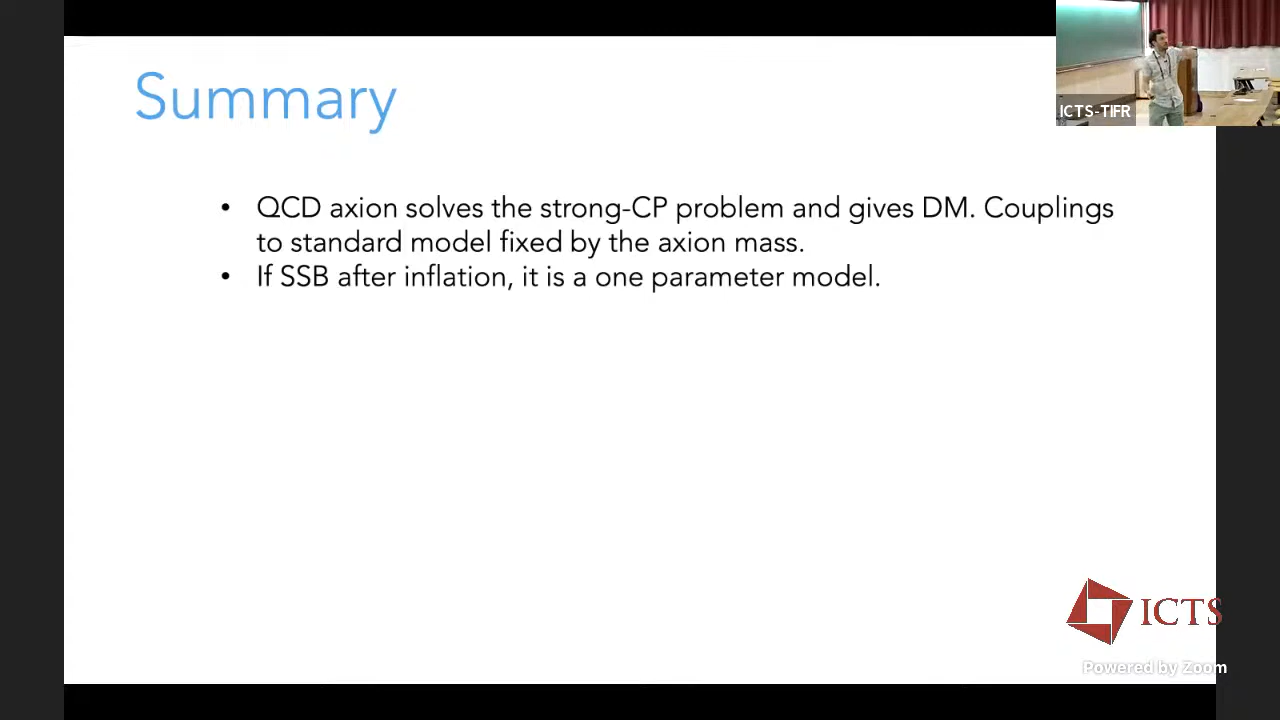 Summary
ICTS-TIFR
• QCD axion solves the strong-CP problem and gives DM. Couplings
to standard model fixed by the axion mass.
• If SSB after inflation, it is a one parameter model.
ICTS
Powered by Zoom